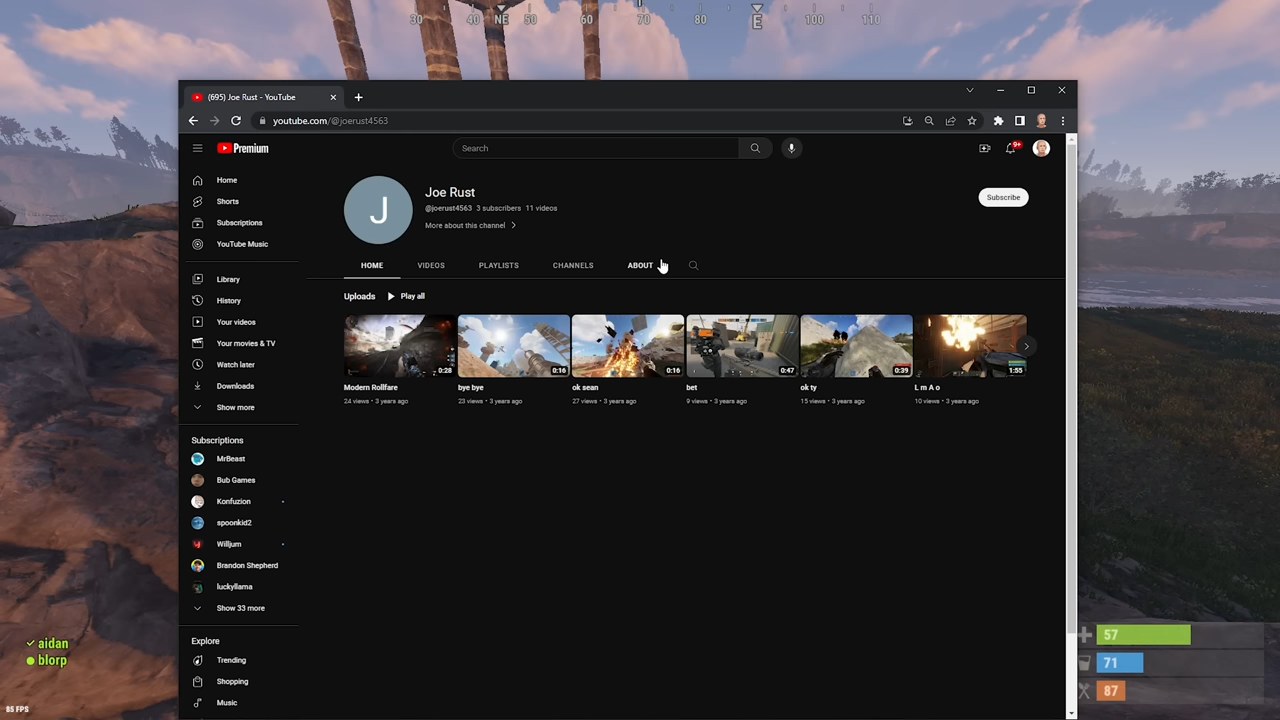 30 40 NE 50 60 70 80 E 100 110
(695) Joe Rust - YouTube
youtube.com/@joerust4563
Premium
Search
9+
Home
Shorts
Subscriptions
YouTube Music
Library
History
Your videos
Your movies & TV
Watch later
Downloads
Show more
Subscriptions
MrBeast
Bub Games
Konfuzion
spoonkid2
Willjum
Brandon Shepherd
luckyllama
Show 33 more
Explore
Trending
Shopping
Music
J
Joe Rust
@joerust4563 3 subscribers 11 videos
More about this channel
Subscribe
HOME VIDEOS PLAYLISTS CHANNELS ABOUT
Uploads Play all
0:28 0:16 0:16 0:47 0:39 1:55
Modern Rollfare bye bye ok sean bet ok ty L m A o
24 views • 3 years ago 23 views • 3 years ago 27 views • 3 years ago 9 views • 3 years ago 15 views • 3 years ago 10 views • 3 years ago
aidan
blorp
85 FPS
57
71
87